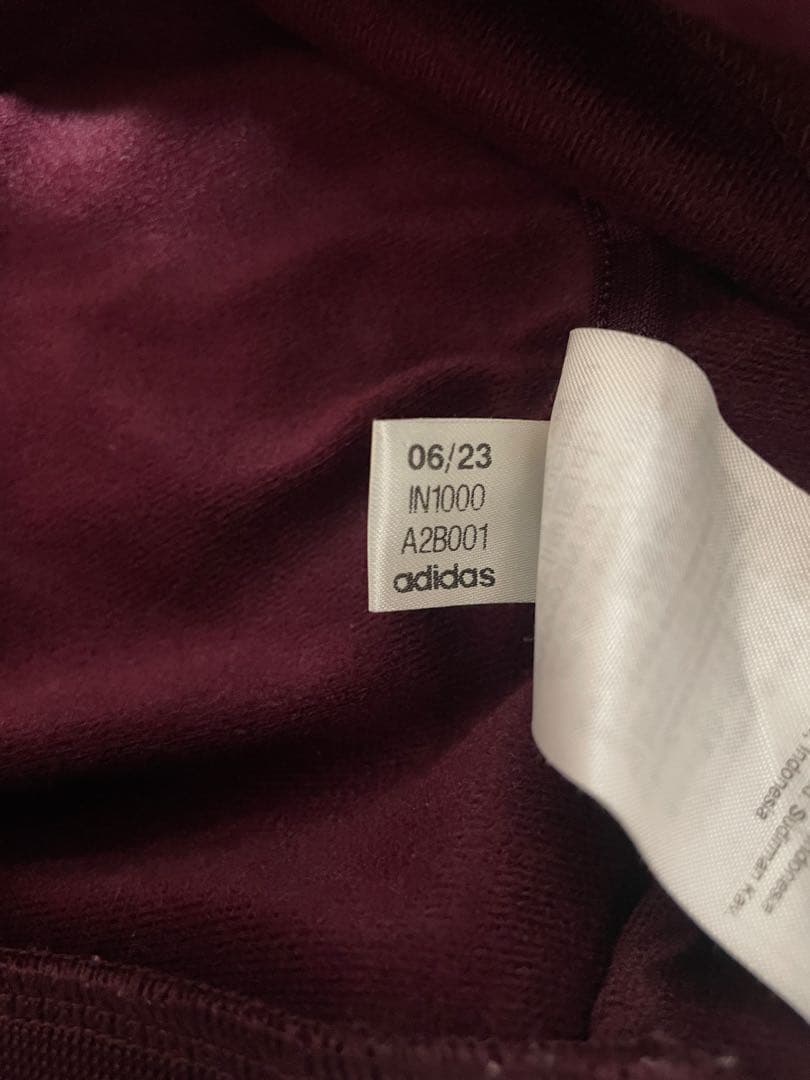 06/23
IN1000
A2B001
adidas
Indonesia
Sudirman Kav.
Indonesia